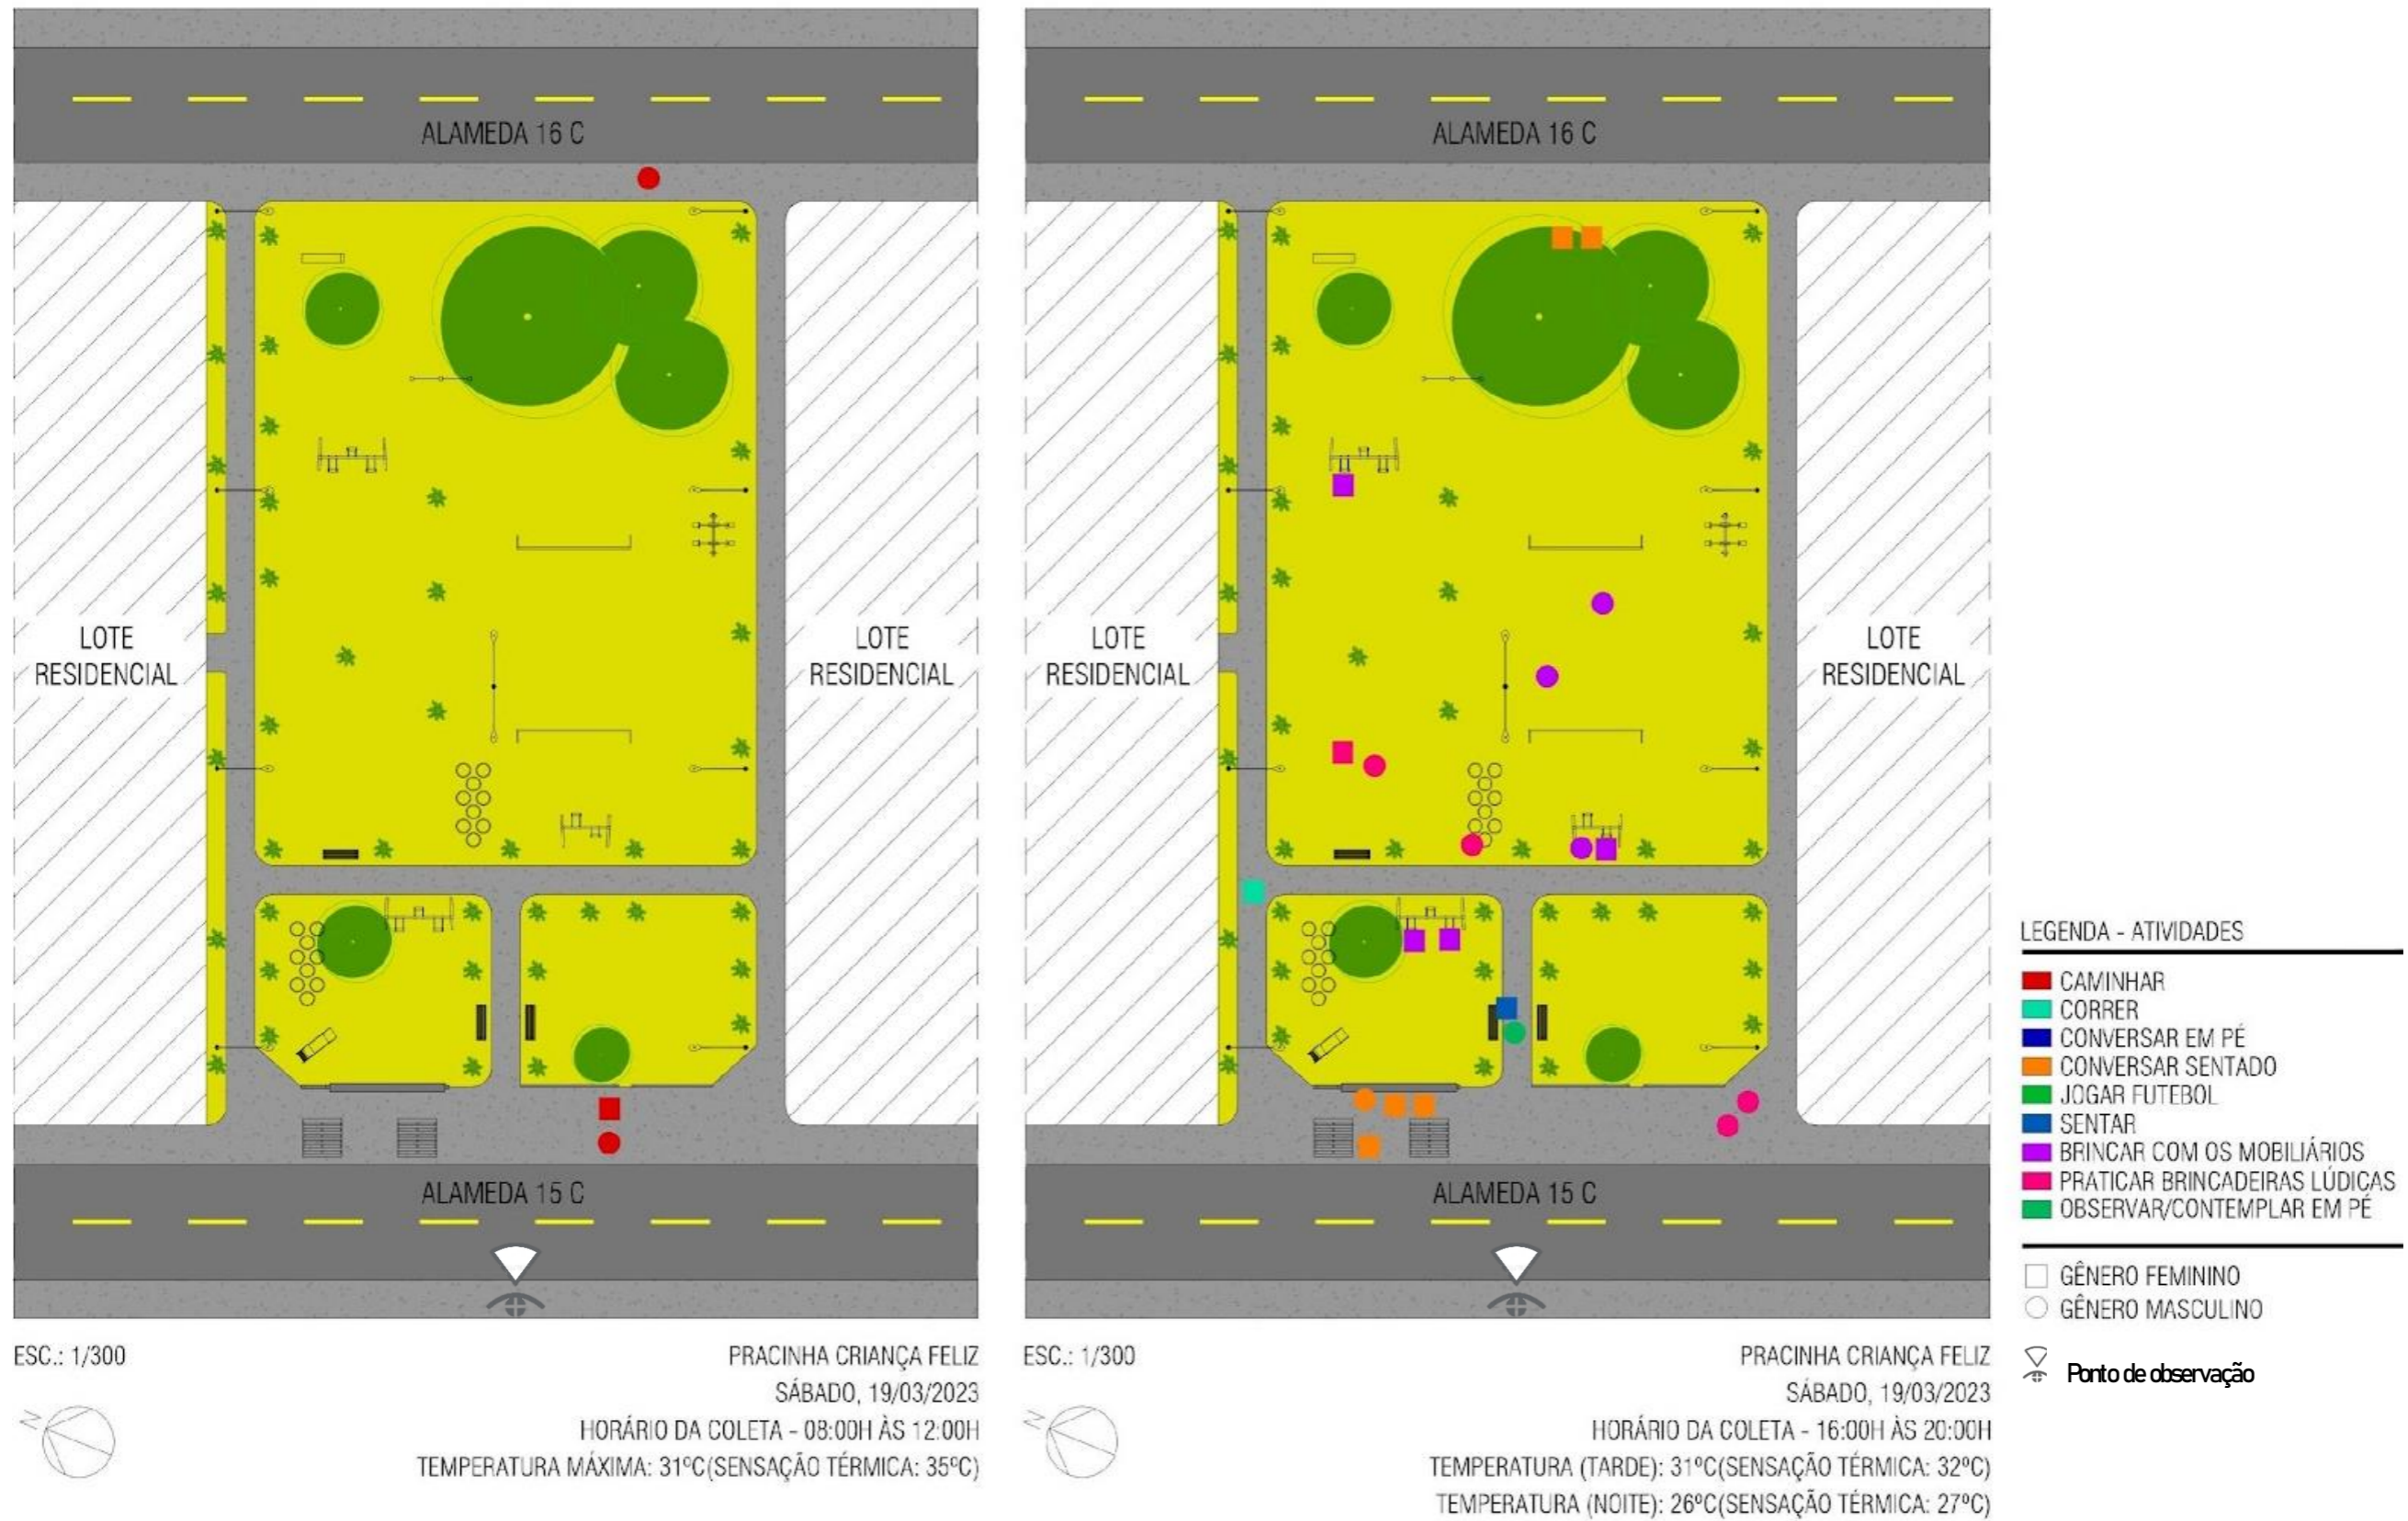 ALAMEDA 16 C
LOTE
RESIDENCIAL
LOTE
RESIDENCIAL
ALAMEDA 15 C
ESC.: 1/300
N
PRACINHA CRIANÇA FELIZ
SÁBADO, 19/03/2023
HORÁRIO DA COLETA - 08:00H ÀS 12:00H
TEMPERATURA MÁXIMA: 31ºC(SENSAÇÃO TÉRMICA: 35ºC)
ALAMEDA 16 C
LOTE
RESIDENCIAL
LOTE
RESIDENCIAL
ALAMEDA 15 C
ESC.: 1/300
N
PRACINHA CRIANÇA FELIZ
SÁBADO, 19/03/2023
HORÁRIO DA COLETA - 16:00H ÀS 20:00H
TEMPERATURA (TARDE): 31ºC(SENSAÇÃO TÉRMICA: 32ºC)
TEMPERATURA (NOITE): 26ºC(SENSAÇÃO TÉRMICA: 27ºC)
LEGENDA - ATIVIDADES
CAMINHAR
CORRER
CONVERSAR EM PÉ
CONVERSAR SENTADO
JOGAR FUTEBOL
SENTAR
BRINCAR COM OS MOBILIÁRIOS
PRATICAR BRINCADEIRAS LÚDICAS
OBSERVAR/CONTEMPLAR EM PÉ
GÊNERO FEMININO
GÊNERO MASCULINO
Ponto de observação